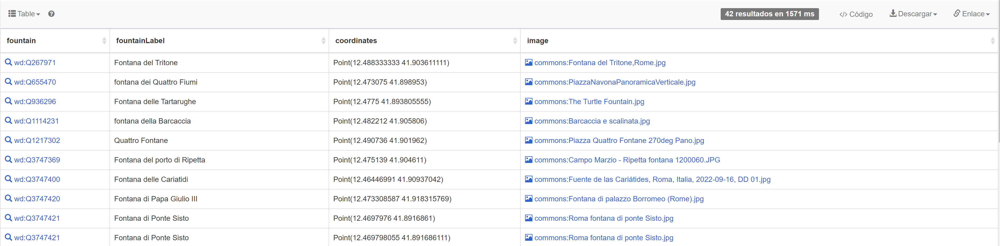 Table
42 resultados en 1571 ms </> Código Descargar Enlace
fountain fountainLabel coordinates image
wd:Q267971 Fontana del Tritone Point(12.488333333 41.903611111) commons:Fontana del Tritone,Rome.jpg
wd:Q655470 fontana dei Quattro Fiumi Point(12.473075 41.898953) commons:PiazzaNavonaPanoramicaVerticale.jpg
wd:Q936296 Fontana delle Tartarughe Point(12.4775 41.893805555) commons:The Turtle Fountain.jpg
wd:Q1114231 fontana della Barcaccia Point(12.482212 41.905806) commons:Barcaccia e scalinata.jpg
wd:Q1217302 Quattro Fontane Point(12.490736 41.901962) commons:Piazza Quattro Fontane 270deg Pano.jpg
wd:Q3747369 Fontana del porto di Ripetta Point(12.475139 41.904611) commons:Campo Marzio - Ripetta fontana 1200060.JPG
wd:Q3747400 Fontana delle Cariatidi Point(12.46446991 41.90937042) commons:Fuente de las Cariátides, Roma, Italia, 2022-09-16, DD 01.jpg
wd:Q3747420 Fontana di Papa Giulio III Point(12.473308587 41.918315769) commons:Fontana di palazzo Borromeo (Rome).jpg
wd:Q3747421 Fontana di Ponte Sisto Point(12.4697976 41.8916861) commons:Roma fontana di ponte Sisto.jpg
wd:Q3747421 Fontana di Ponte Sisto Point(12.469798055 41.891686111) commons:Roma fontana di ponte Sisto.jpg